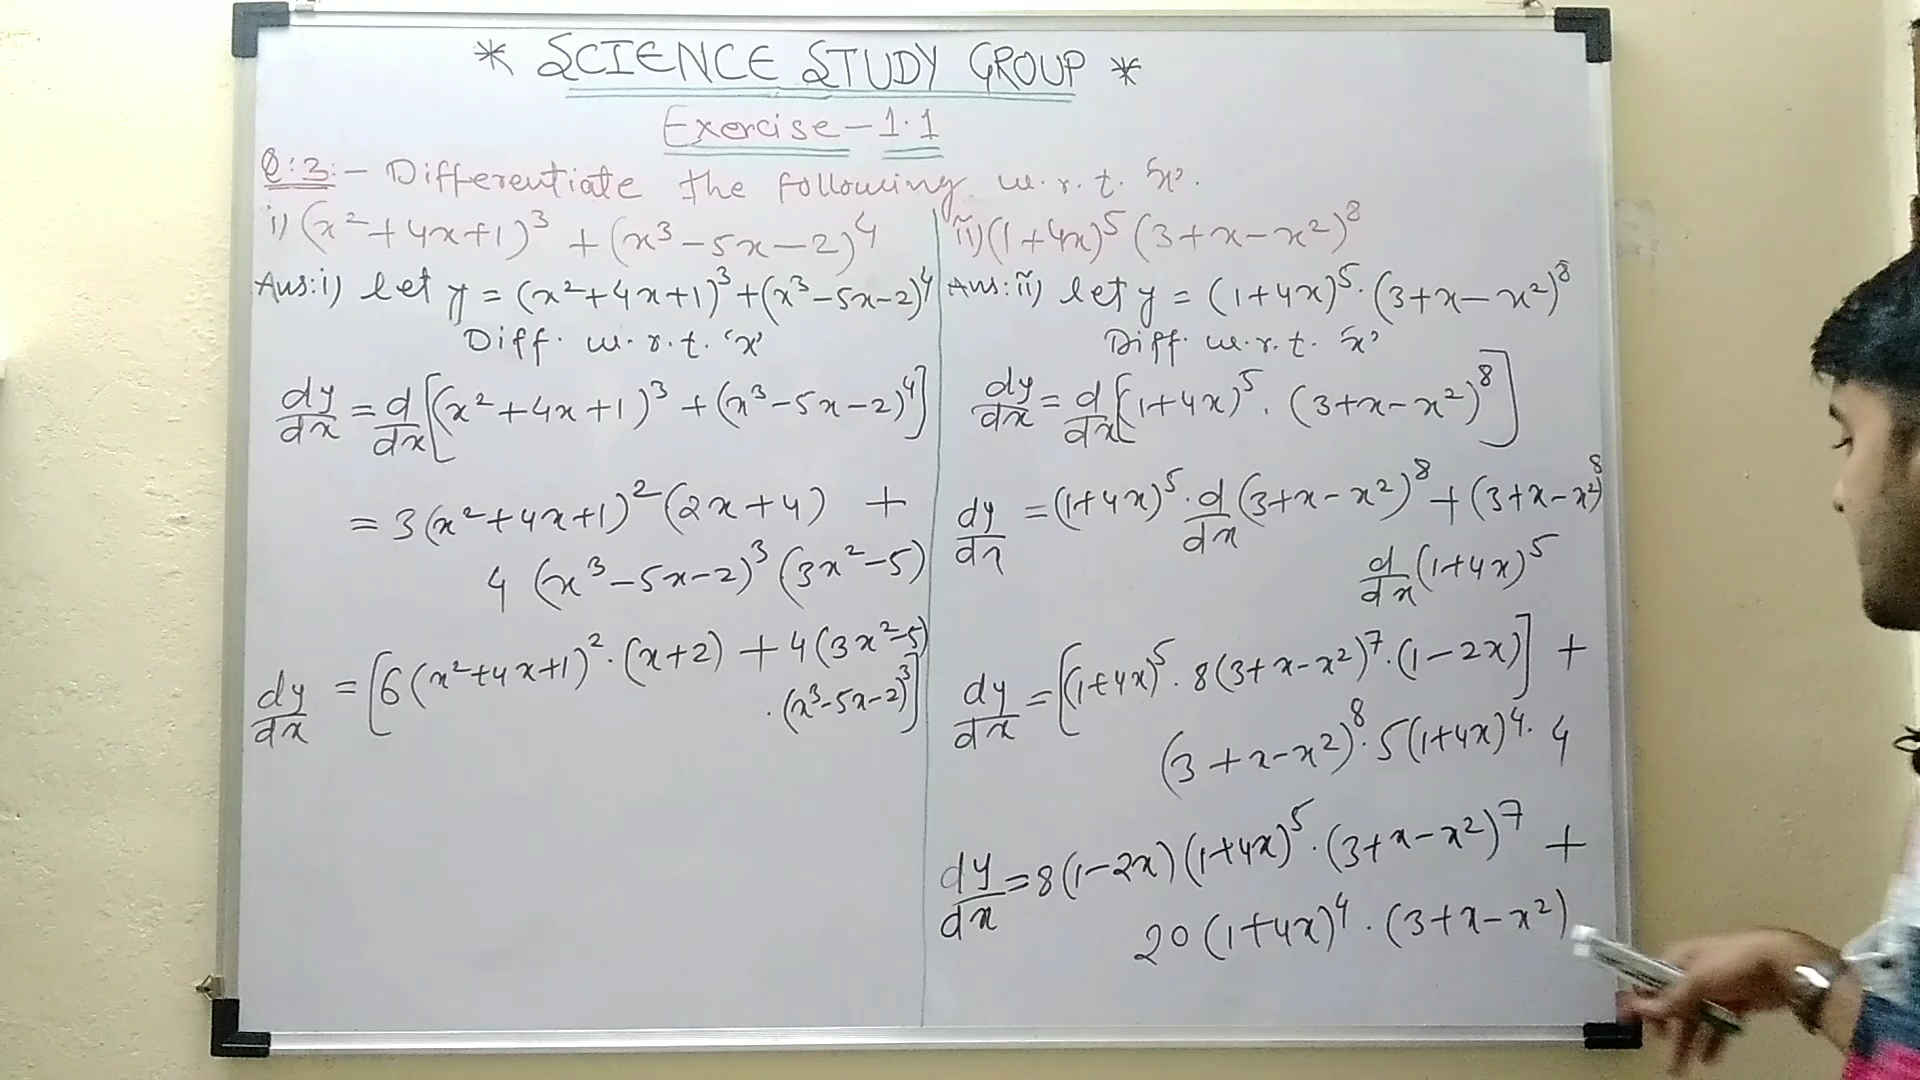 * SCIENCE STUDY GROUP *
Exercise-1.1
Q:3:- Differentiate the following w.r.t. 'x'.
i) (x²+4x+1)³ + (x³-5x-2)⁴
Ans:i) let y = (x²+4x+1)³+(x³-5x-2)⁴
Diff. w.r.t. 'x'
dy/dx = d/dx[(x²+4x+1)³ + (x³-5x-2)⁴]
= 3(x²+4x+1)²(2x+4) +
4 (x³-5x-2)³(3x²-5)
dy/dx = [6(x²+4x+1)².(x+2) + 4(3x²-5)
.(x³-5x-2)³]
ii) (1+4x)⁵ (3+x-x²)⁸
Ans:ii) let y = (1+4x)⁵.(3+x-x²)⁸
Diff. w.r.t. 'x'
dy/dx = d/dx[(1+4x)⁵. (3+x-x²)⁸]
dy/dx = (1+4x)⁵. d/dx (3+x-x²)⁸ + (3+x-x²)⁸
d/dx (1+4x)⁵
dy/dx = [(1+4x)⁵. 8(3+x-x²)⁷.(1-2x)] +
(3+x-x²)⁸. 5(1+4x)⁴. 4
dy/dx = 8(1-2x)(1+4x)⁵.(3+x-x²)⁷ +
20 (1+4x)⁴. (3+x-x²)